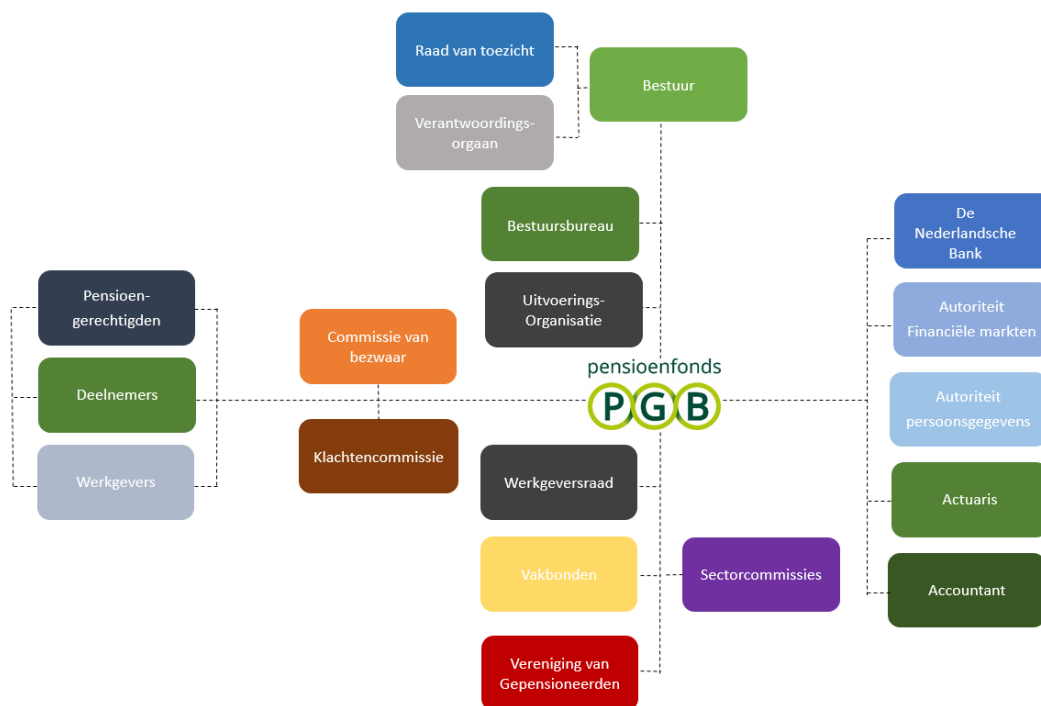 Raad van toezicht
Bestuur
Verantwoordings-
orgaan
Bestuursbureau
De
Nederlandsche
Bank
Uitvoerings-
Organisatie
Pensioen-
gerechtigden
Autoriteit
Financiële markten
Commissie van
bezwaar
pensioenfonds
PGB
Deelnemers
Autoriteit
persoonsgegevens
Klachtencommissie
Werkgevers
Werkgeversraad
Actuaris
Vakbonden
Sectorcommissies
Accountant
Vereniging van
Gepensioneerden